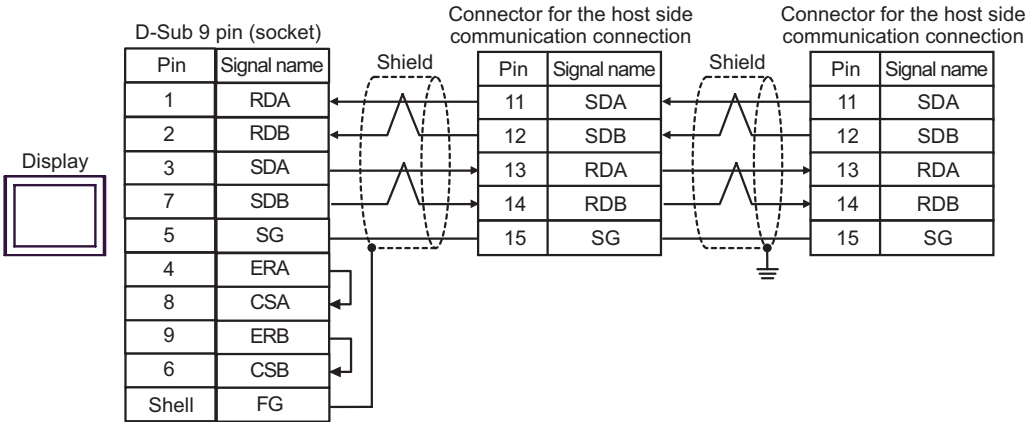 Connector for the host side
communication connection
Connector for the host side
communication connection
D-Sub 9 pin (socket)
Pin Signal name
Shield
Pin Signal name
Shield
Pin Signal name
1 RDA 11 SDA 11 SDA
2 RDB 12 SDB 12 SDB
Display
3 SDA 13 RDA 13 RDA
7 SDB 14 RDB 14 RDB
5 SG 15 SG 15 SG
4 ERA
8 CSA
9 ERB
6 CSB
Shell FG